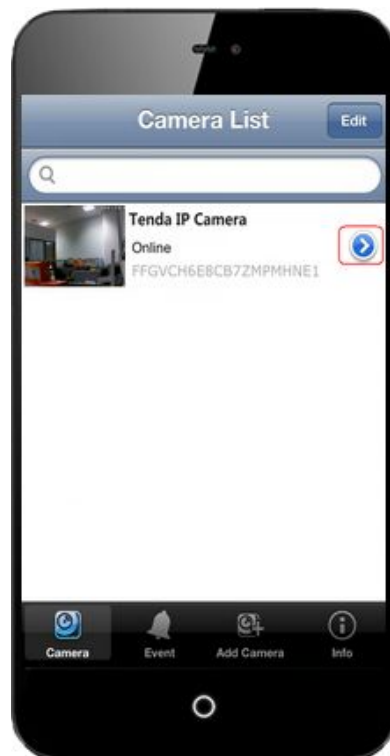 Camera List
Edit
Tenda IP Camera
Online
FFGVCH6E8CB7ZMPMHNE1
Camera
Event
Add Camera
Info